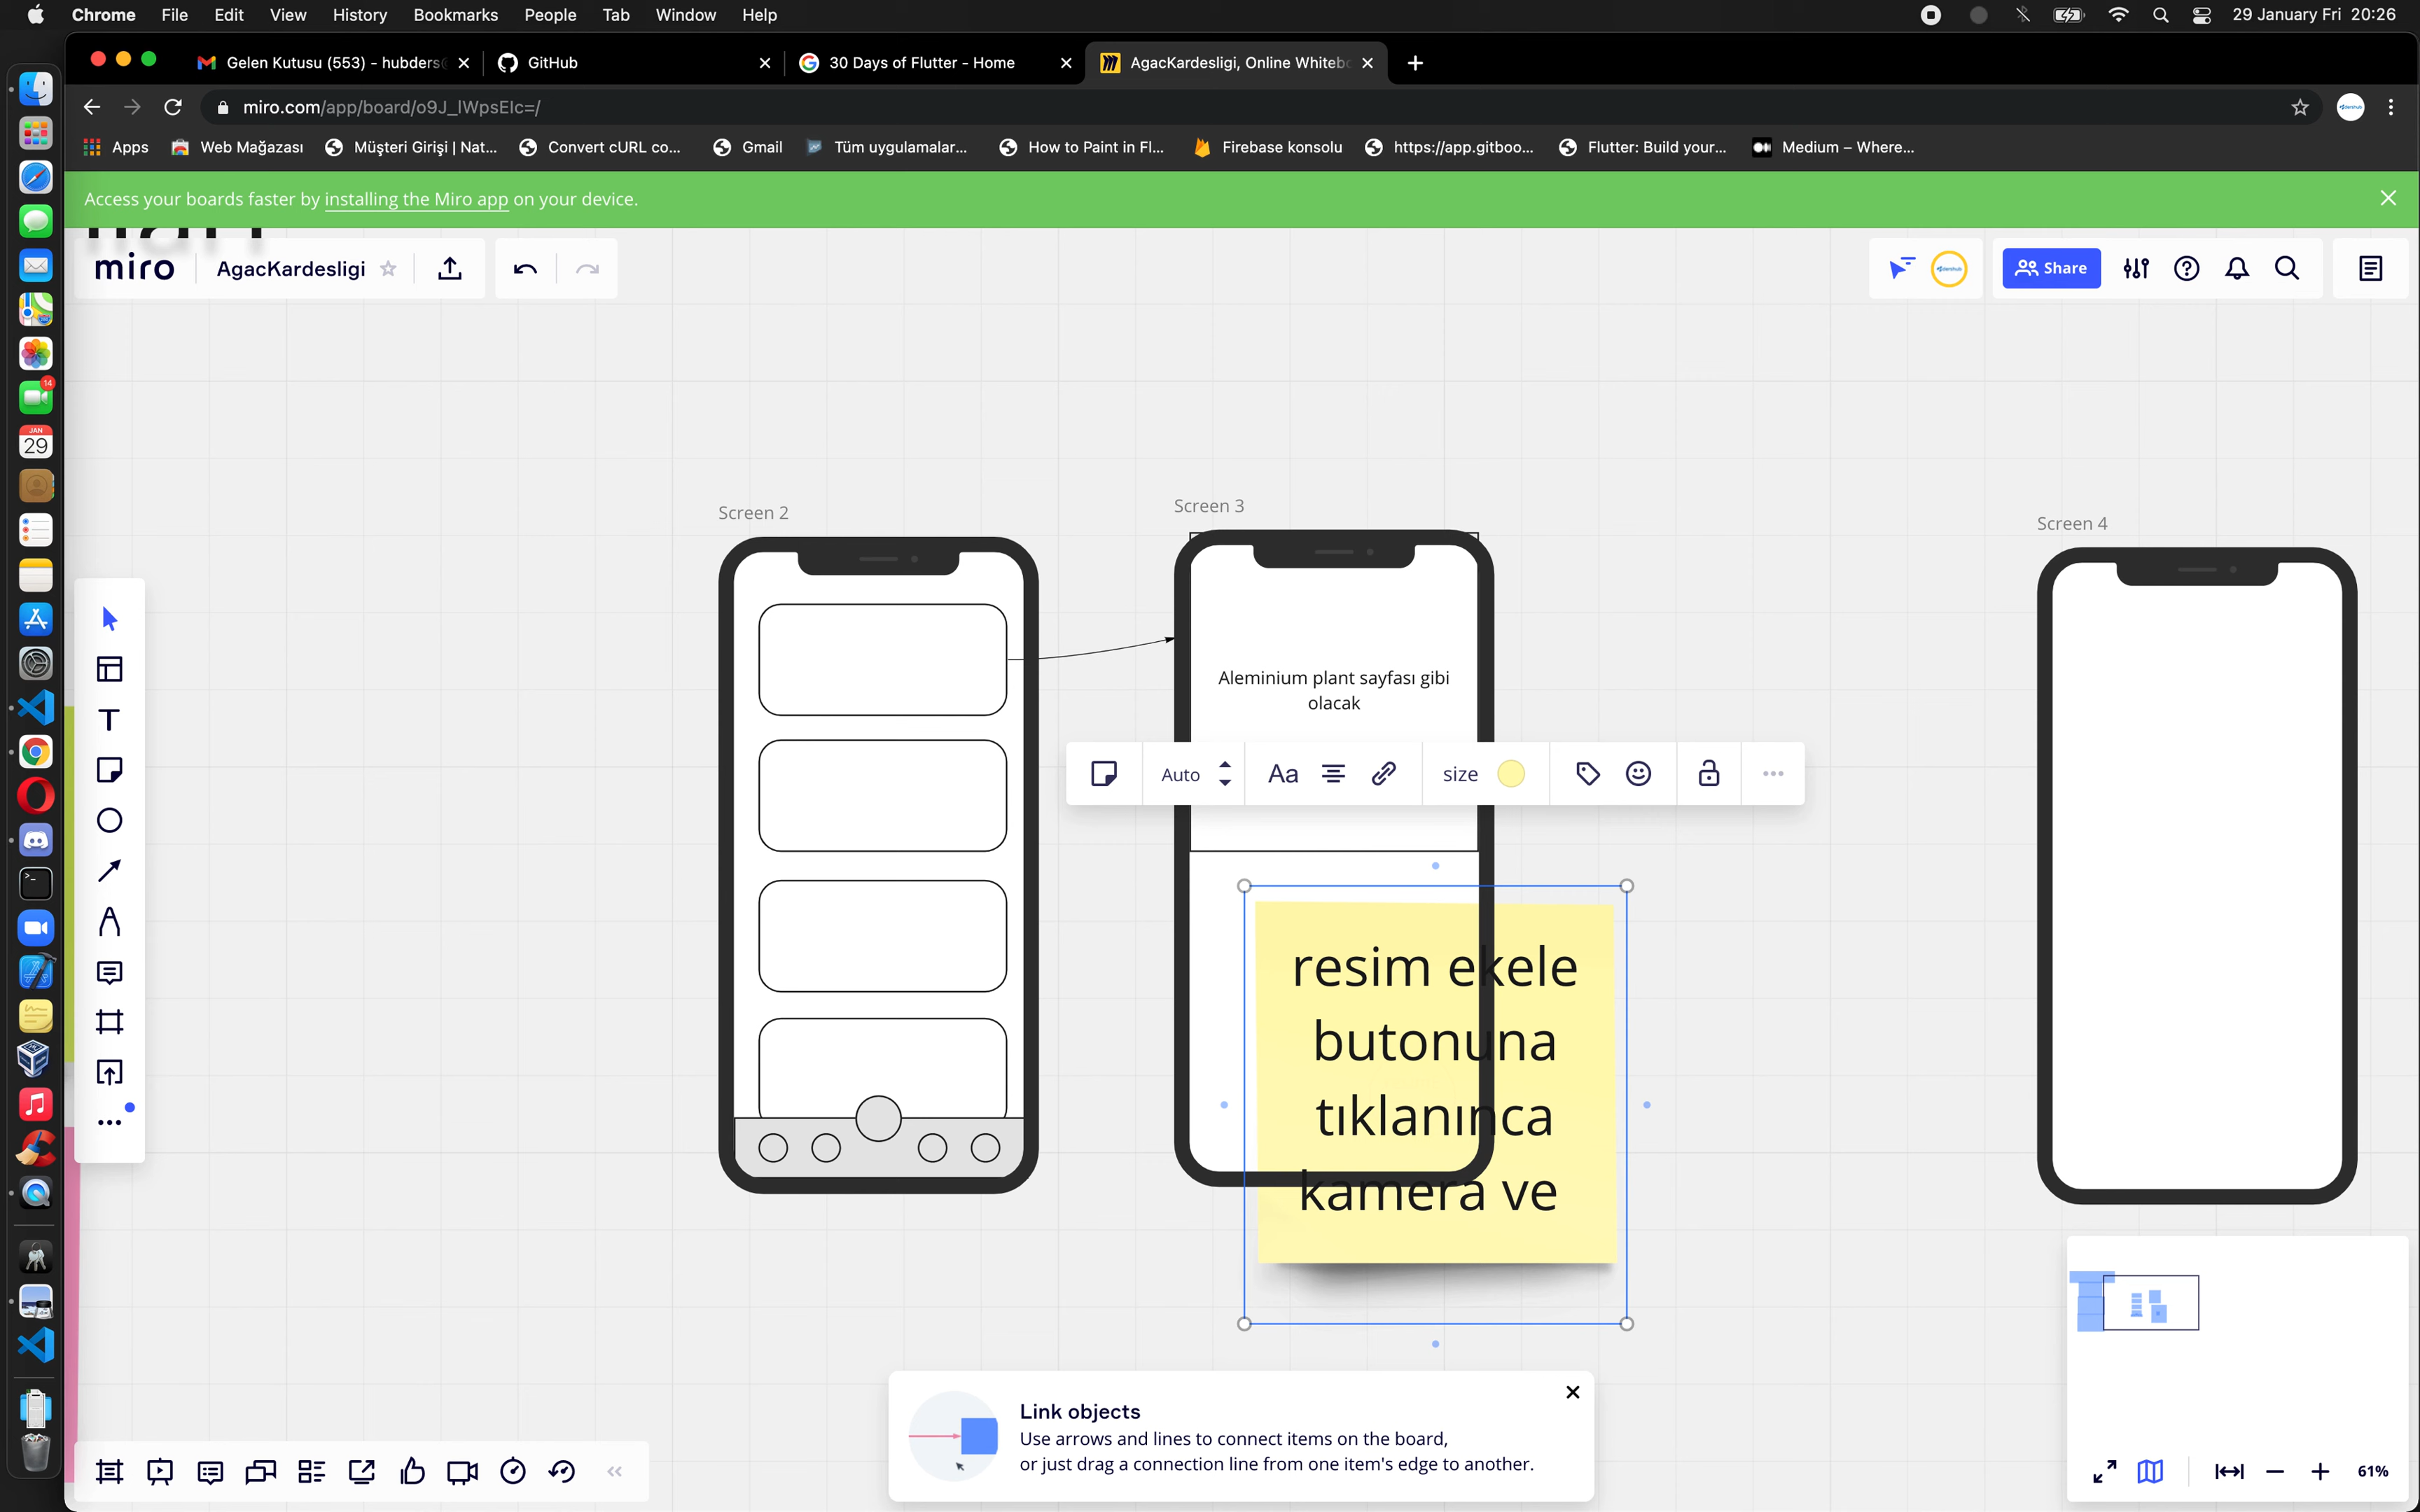 Chrome File Edit View History Bookmarks People Tab Window Help 29 January Fri 20:26
Gelen Kutusu (553) - hubders GitHub 30 Days of Flutter - Home AgacKardesligi, Online Whitebo
miro.com/app/board/o9J_lWpsEIc=/
Apps Web Mağazası Müşteri Girişi | Nat... Convert cURL co... Gmail Tüm uygulamalar... How to Paint in Fl... Firebase konsolu https://app.gitboo... Flutter: Build your... Medium – Where...
Access your boards faster by installing the Miro app on your device.
miro AgacKardesligi Share
14
JAN
29
Screen 2
Screen 3
Screen 4
Aleminium plant sayfası gibi
olacak
Auto Aa size
resim ekele
butonuna
tıklanınca
kamera ve
Link objects
Use arrows and lines to connect items on the board,
or just drag a connection line from one item's edge to another.
61%